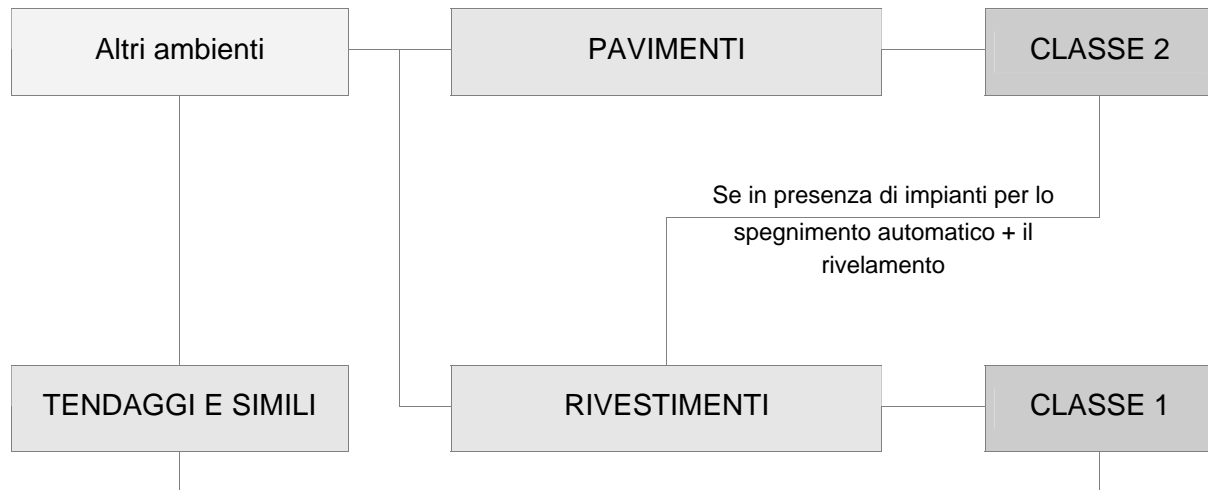 Altri ambienti
PAVIMENTI
CLASSE 2
Se in presenza di impianti per lo
spegnimento automatico + il
rivelamento
TENDAGGI E SIMILI
RIVESTIMENTI
CLASSE 1